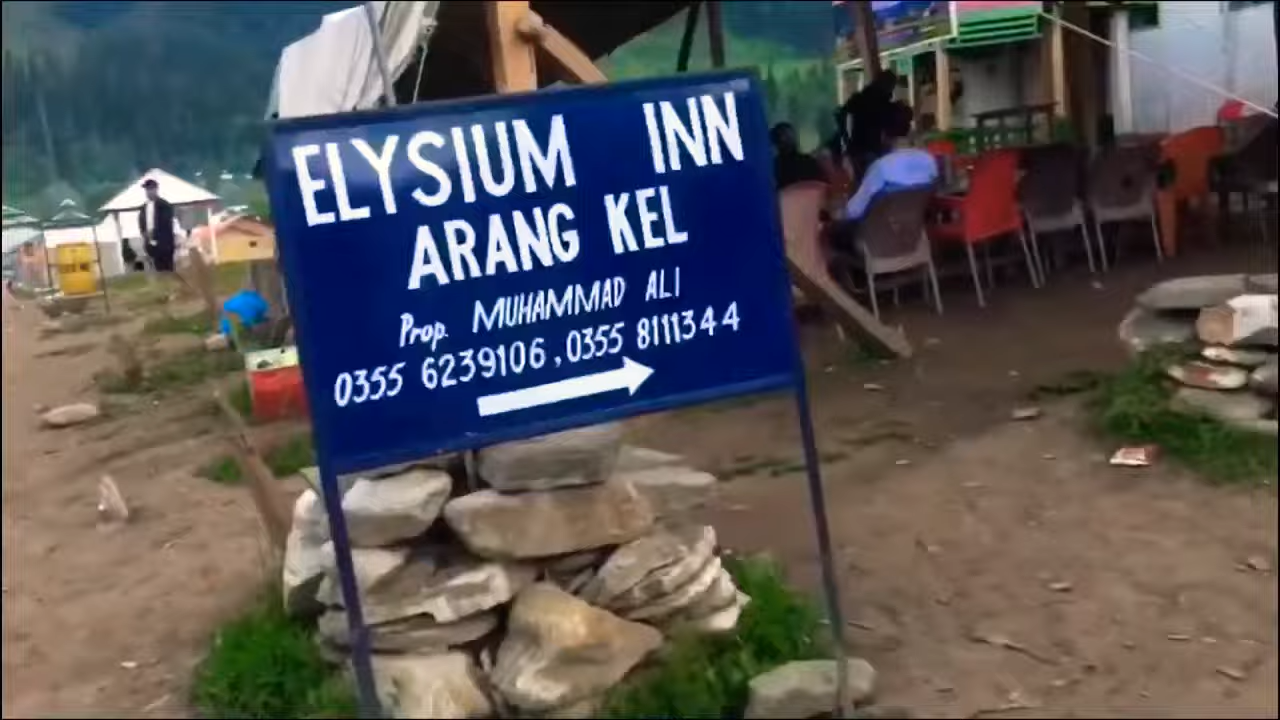 ELYSIUM INN
ARANG KEL
Prop. MUHAMMAD ALI
0355 6239106, 0355 8111344